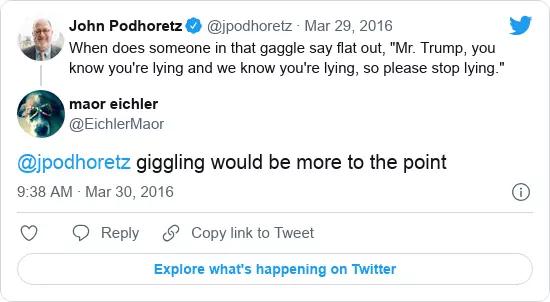 John Podhoretz @jpodhoretz · Mar 29, 2016
When does someone in that gaggle say flat out, "Mr. Trump, you
know you're lying and we know you're lying, so please stop lying."
maor eichler
@EichlerMaor
@jpodhoretz giggling would be more to the point
9:38 AM · Mar 30, 2016
Reply
Copy link to Tweet
Explore what's happening on Twitter